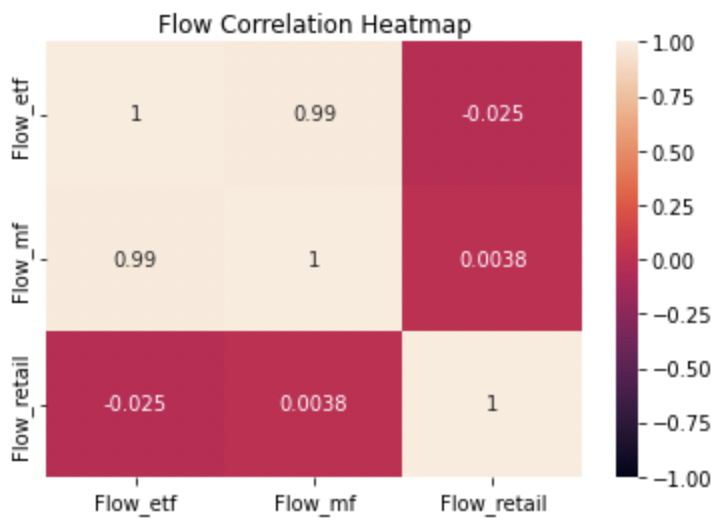 Flow Correlation Heatmap
Flow_etf
1
0.99
-0.025
Flow_mf
0.99
1
0.0038
Flow_retail
-0.025
0.0038
1
Flow_etf
Flow_mf
Flow_retail
1.00
0.75
0.50
0.25
0.00
−0.25
−0.50
−0.75
−1.00